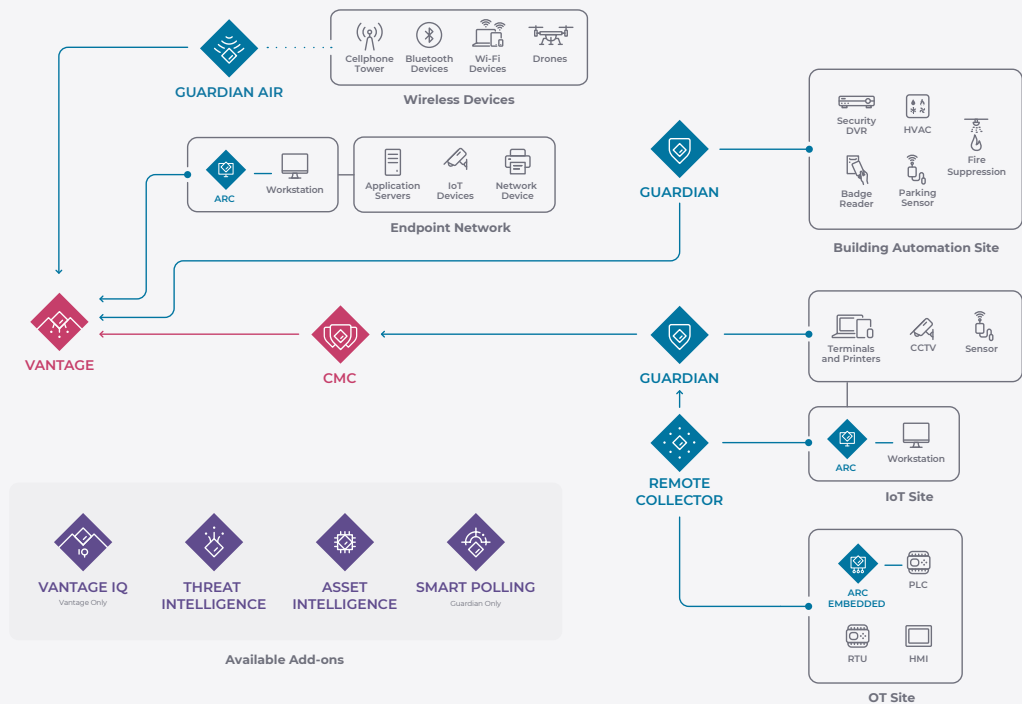 Cellphone
Tower
Bluetooth
Devices
Wi-Fi
Devices
Drones
GUARDIAN AIR
Wireless Devices
ARC
Workstation
Application
Servers
IoT
Devices
Network
Device
Endpoint Network
GUARDIAN
Security
DVR
HVAC
Fire
Suppression
Badge
Reader
Parking
Sensor
Building Automation Site
VANTAGE
CMC
GUARDIAN
Terminals
and Printers
CCTV
Sensor
REMOTE
COLLECTOR
ARC
Workstation
IoT Site
ARC
EMBEDDED
PLC
RTU
HMI
OT Site
IQ
VANTAGE IQ
Vantage Only
THREAT
INTELLIGENCE
ASSET
INTELLIGENCE
SMART POLLING
Guardian Only
Available Add-ons